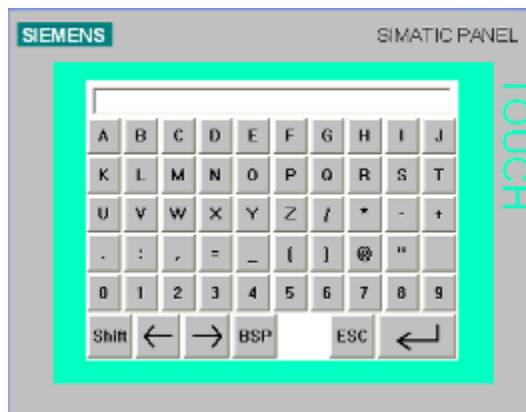 SIEMENS SIMATIC PANEL
TOUCH
A B C D E F G H I J
K L M N O P Q R S T
U V W X Y Z / * - +
. : , = _ ( ) @ "
0 1 2 3 4 5 6 7 8 9
Shift ← → BSP ESC ↵